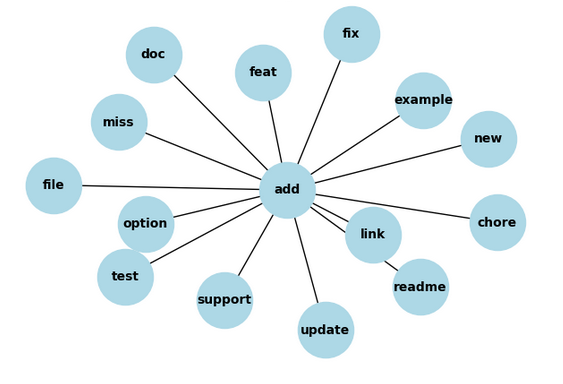 fix
doc
feat
example
miss
new
file
add
option
chore
link
test
readme
support
update